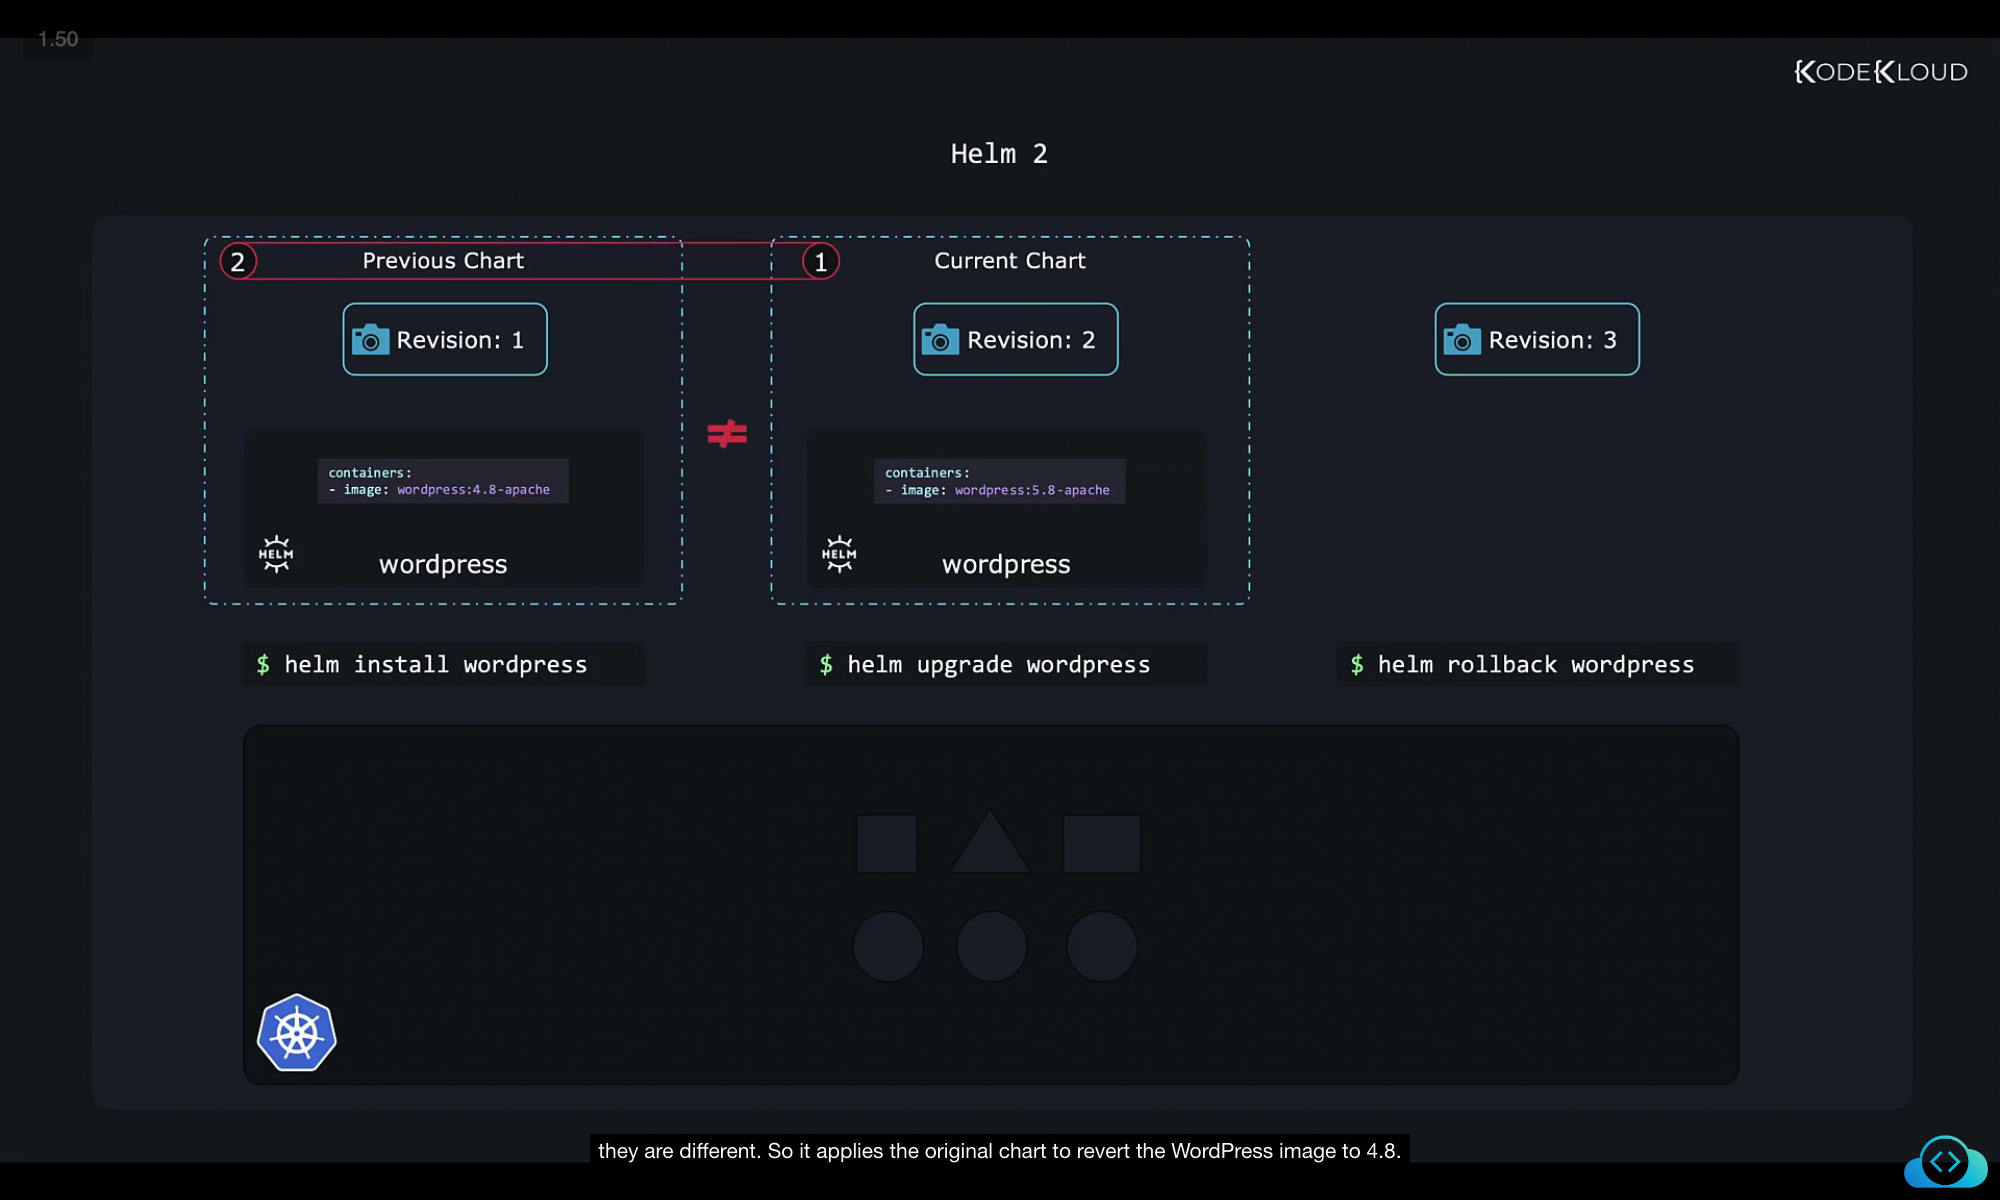 1.50
KODEKLOUD
Helm 2
2 Previous Chart
1 Current Chart
Revision: 1
Revision: 2
Revision: 3
≠
containers:
- image: wordpress:4.8-apache
HELM
wordpress
containers:
- image: wordpress:5.8-apache
HELM
wordpress
$ helm install wordpress
$ helm upgrade wordpress
$ helm rollback wordpress
they are different. So it applies the original chart to revert the WordPress image to 4.8.